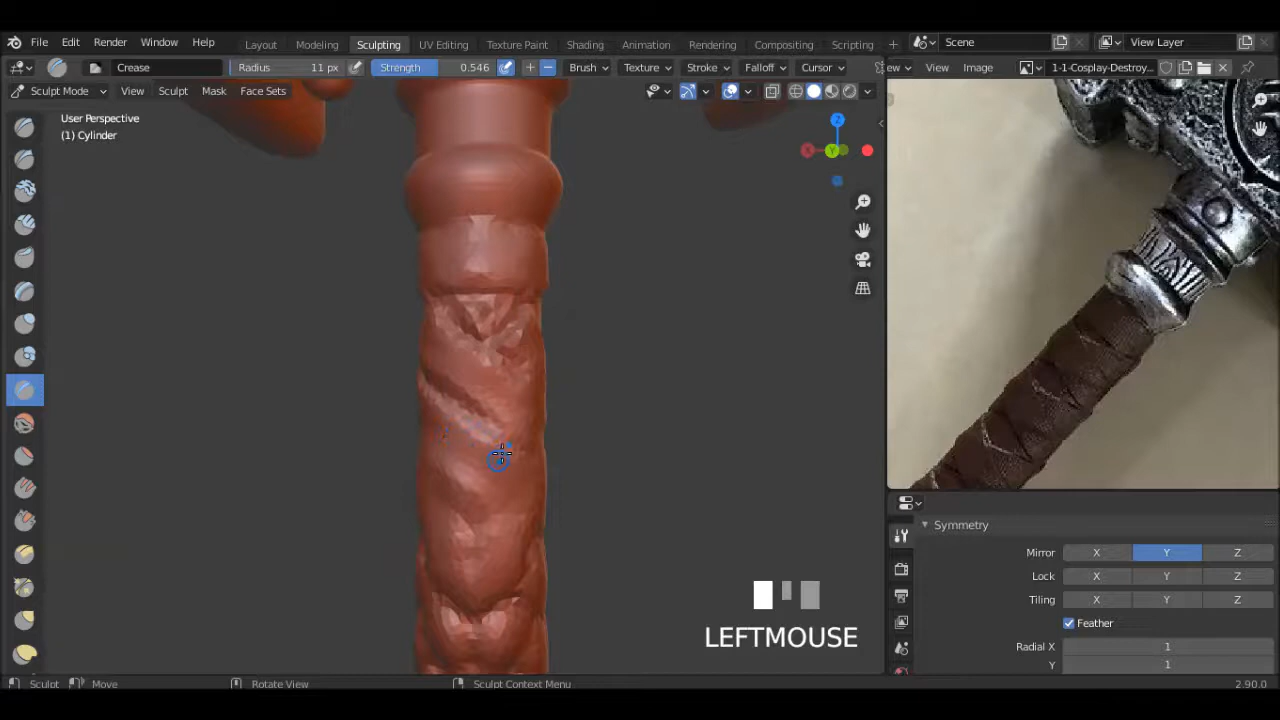 File Edit Render Window Help Layout Modeling Sculpting UV Editing Texture Paint Shading Animation Rendering Compositing Scripting + Scene View Layer
Crease Radius 11 px Strength 0.546 + − Brush Texture Stroke Falloff Cursor View Image 1-1-Cosplay-Destroy...
Sculpt Mode View Sculpt Mask Face Sets
User Perspective
(1) Cylinder
Z
X Y
Symmetry
Mirror X Y Z
Lock X Y Z
Tiling X Y Z
Feather
Radial X 1
Y 1
LEFTMOUSE
Sculpt Move Rotate View Sculpt Context Menu 2.90.0